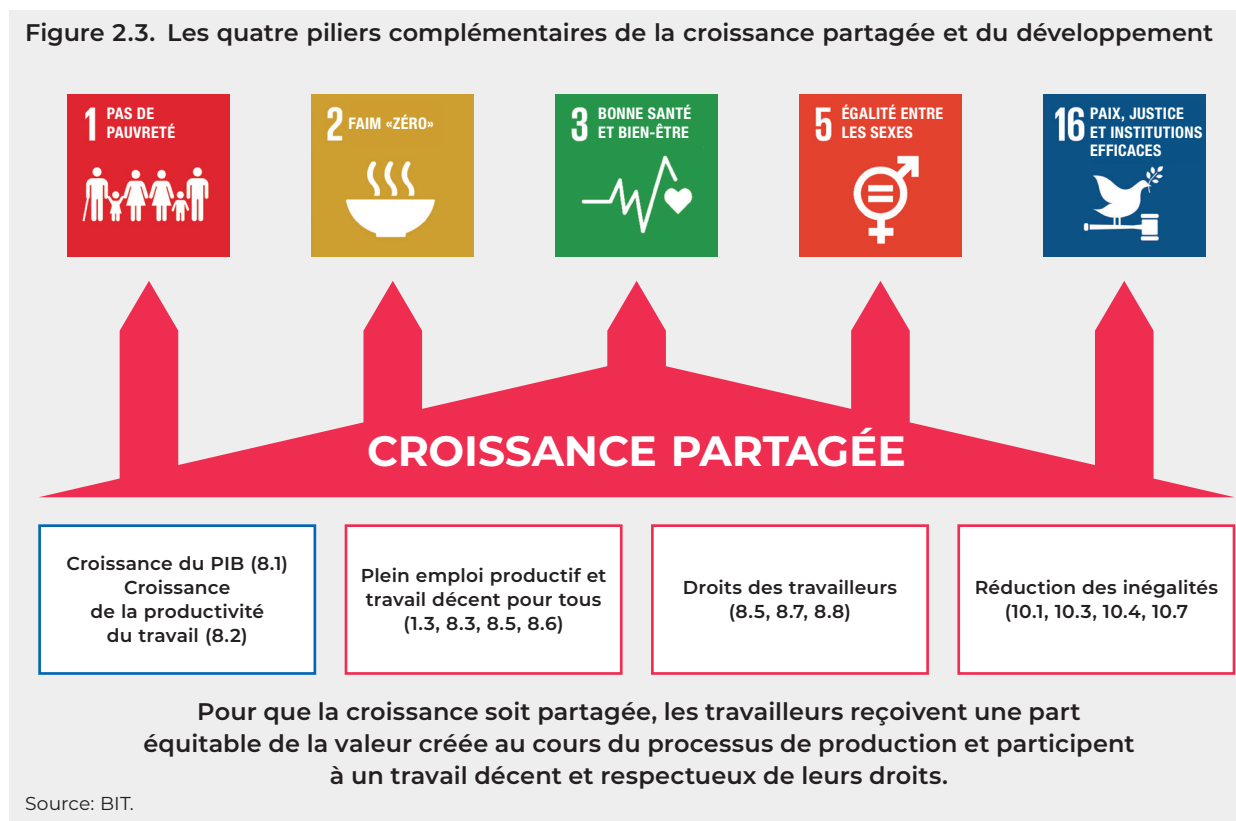 Figure 2.3. Les quatre piliers complémentaires de la croissance partagée et du développement
1 PAS DE
PAUVRETÉ
2 FAIM «ZÉRO»
3 BONNE SANTÉ
ET BIEN-ÊTRE
5 ÉGALITÉ ENTRE
LES SEXES
16 PAIX, JUSTICE
ET INSTITUTIONS
EFFICACES
CROISSANCE PARTAGÉE
Croissance du PIB (8.1)
Croissance
de la productivité
du travail (8.2)
Plein emploi productif et
travail décent pour tous
(1.3, 8.3, 8.5, 8.6)
Droits des travailleurs
(8.5, 8.7, 8.8)
Réduction des inégalités
(10.1, 10.3, 10.4, 10.7
Pour que la croissance soit partagée, les travailleurs reçoivent une part
équitable de la valeur créée au cours du processus de production et participent
à un travail décent et respectueux de leurs droits.
Source: BIT.